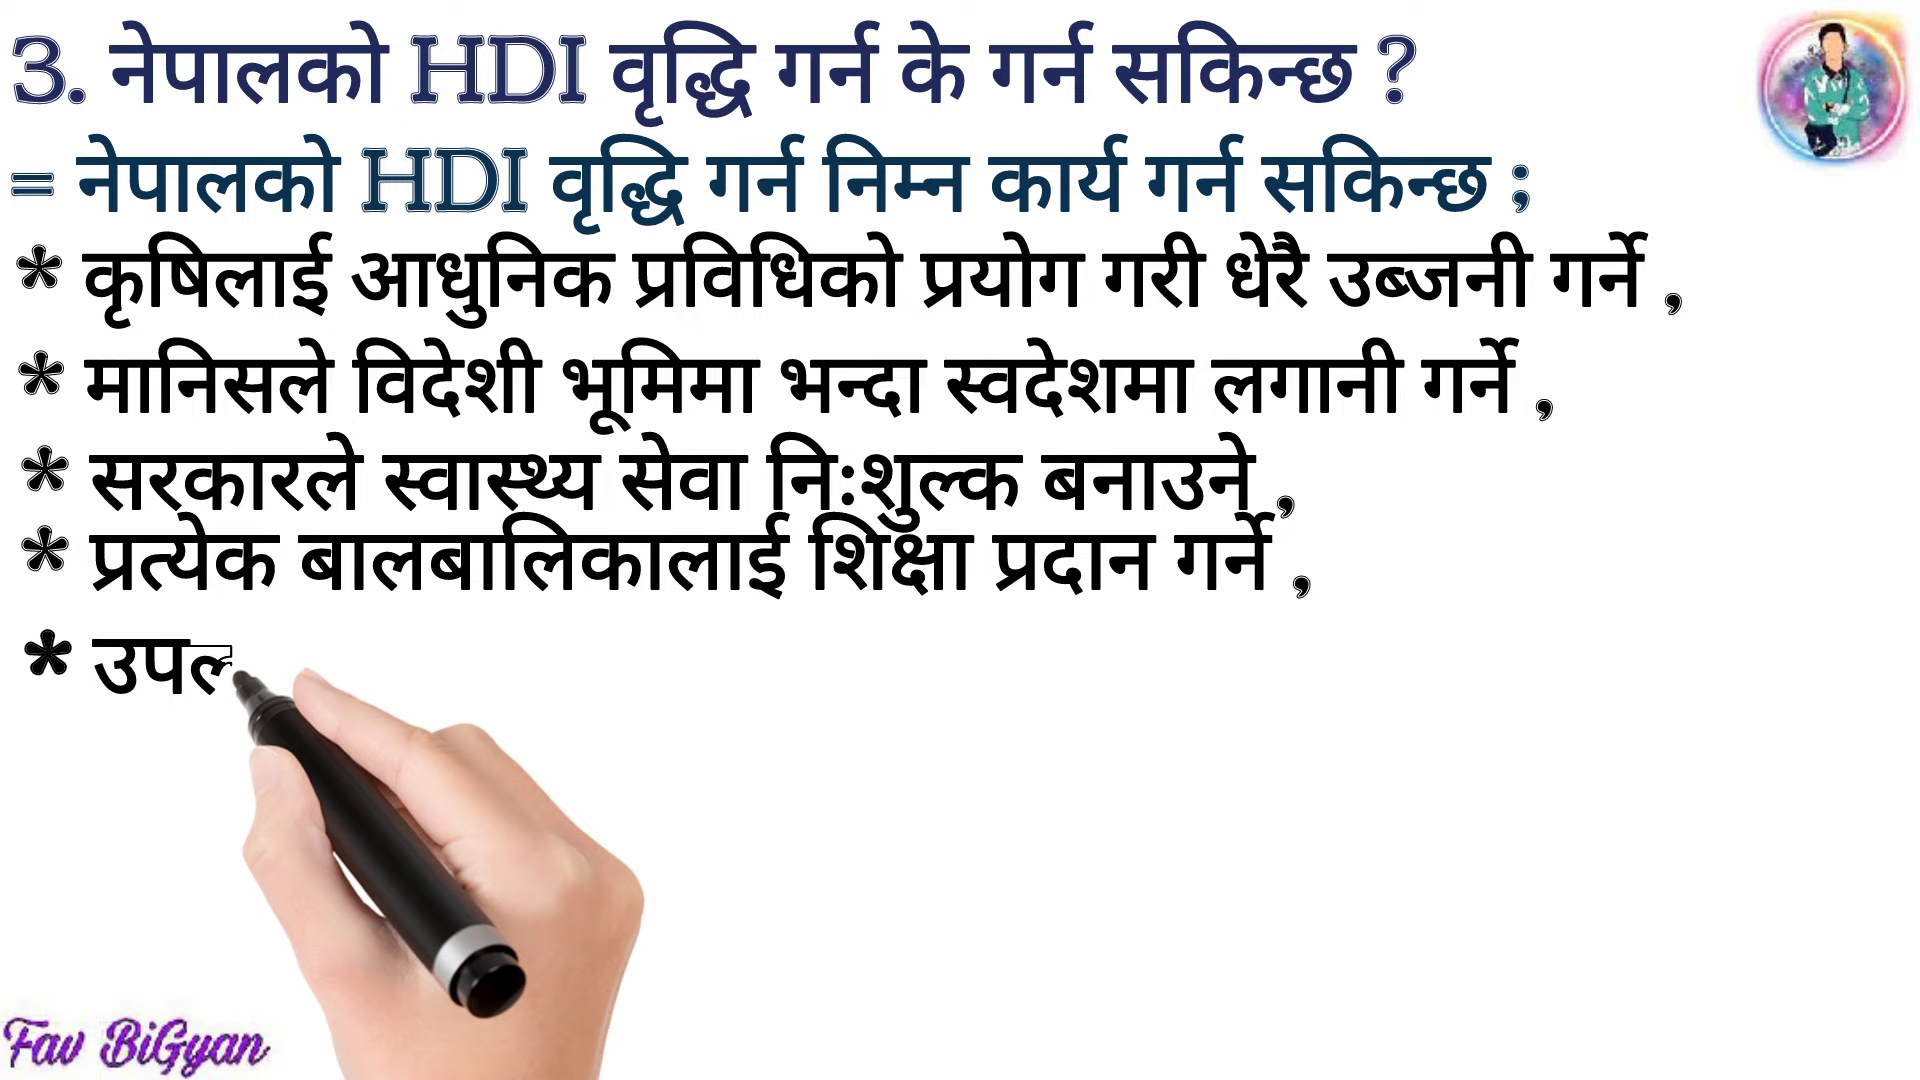 3. नेपालको HDI वृद्धि गर्न के गर्न सकिन्छ ?
= नेपालको HDI वृद्धि गर्न निम्न कार्य गर्न सकिन्छ ;
* कृषिलाई आधुनिक प्रविधिको प्रयोग गरी धेरै उब्जनी गर्ने ,
* मानिसले विदेशी भूमिमा भन्दा स्वदेशमा लगानी गर्ने ,
* सरकारले स्वास्थ्य सेवा निःशुल्क बनाउने ,
* प्रत्येक बालबालिकालाई शिक्षा प्रदान गर्ने ,
*
Fav BiGyan